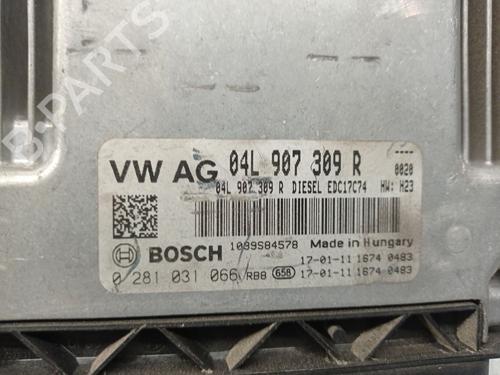 B-PARTS
VW AG 04L 907 309 R
04L 907 309 R DIESEL EDC17C74
0020
HW: H23
BOSCH 1039S84578 Made in Hungary
17-01-11 1674 0483
0 281 031 066 RBB 658 17-01-11 1674 0483